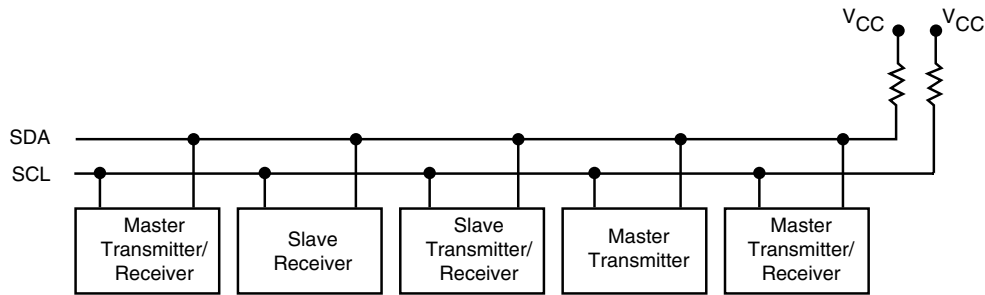 VCC VCC
SDA
SCL
Master
Transmitter/
Receiver
Slave
Receiver
Slave
Transmitter/
Receiver
Master
Transmitter
Master
Transmitter/
Receiver